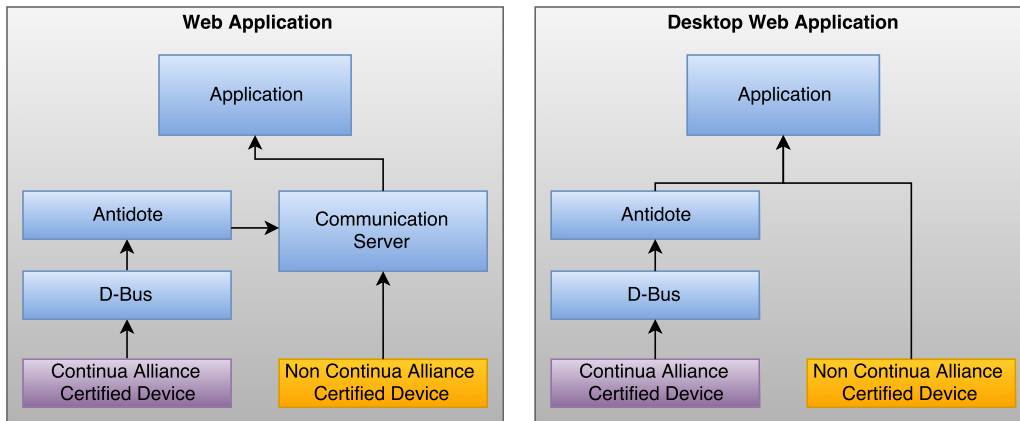 Web Application
Application
Antidote
Communication
Server
D-Bus
Continua Alliance
Certified Device
Non Continua Alliance
Certified Device
Desktop Web Application
Application
Antidote
D-Bus
Continua Alliance
Certified Device
Non Continua Alliance
Certified Device